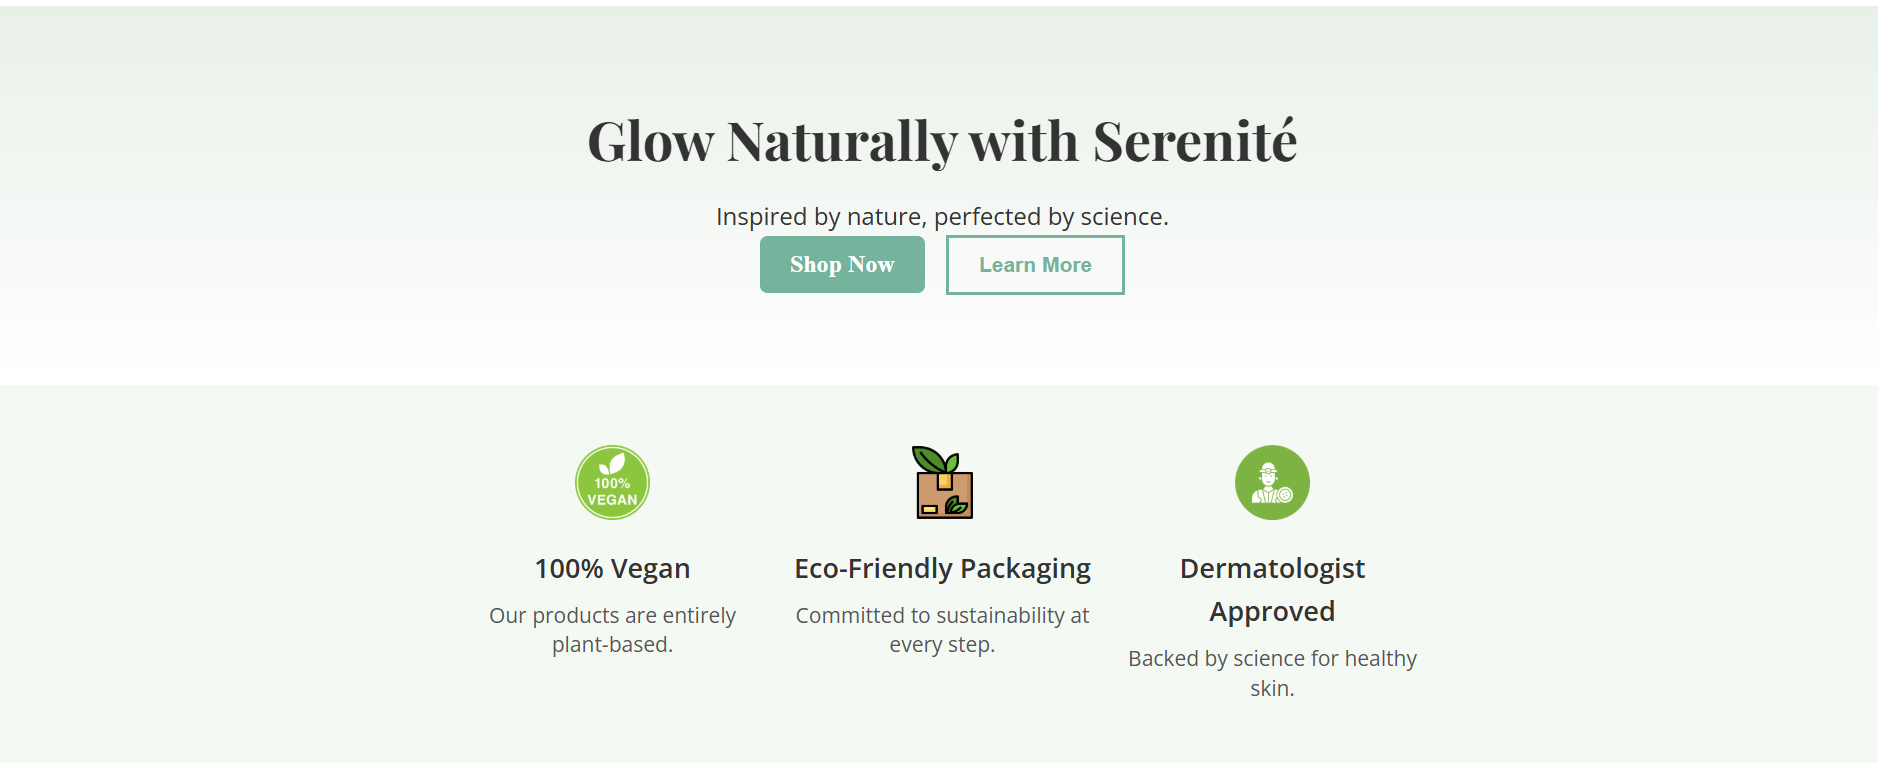 Glow Naturally with Serenité
Inspired by nature, perfected by science.
Shop Now
Learn More
100%
VEGAN
100% Vegan
Our products are entirely
plant-based.
Eco-Friendly Packaging
Committed to sustainability at
every step.
Dermatologist
Approved
Backed by science for healthy
skin.